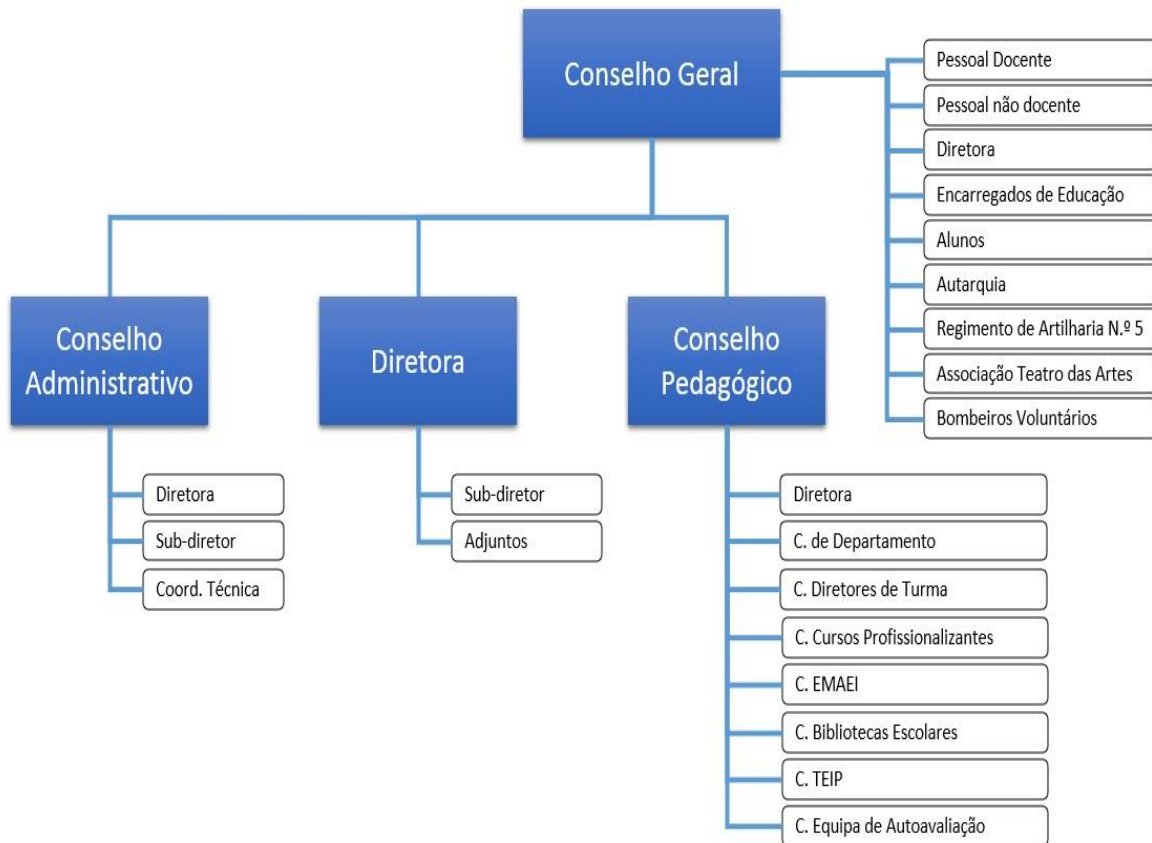 Conselho Geral
Pessoal Docente
Pessoal não docente
Diretora
Encarregados de Educação
Alunos
Autarquia
Regimento de Artilharia N.º 5
Associação Teatro das Artes
Bombeiros Voluntários
Conselho
Administrativo
Diretora
Sub-diretor
Coord. Técnica
Diretora
Sub-diretor
Adjuntos
Conselho
Pedagógico
Diretora
C. de Departamento
C. Diretores de Turma
C. Cursos Profissionalizantes
C. EMAEI
C. Bibliotecas Escolares
C. TEIP
C. Equipa de Autoavaliação